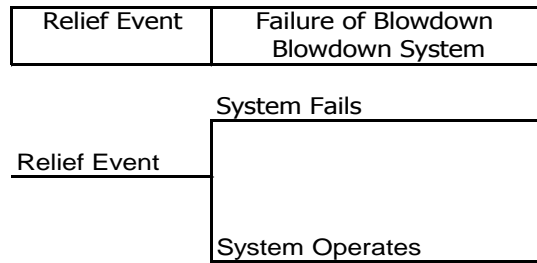 Relief Event
Failure of Blowdown
Blowdown System
System Fails
Relief Event
System Operates